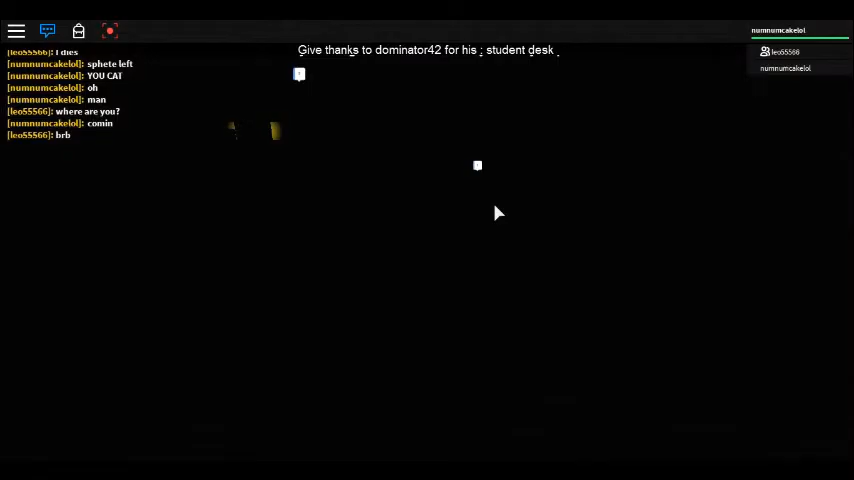 numnumcakelol
Give thanks to dominator42 for his ; student desk .
[leo55566]: I dies
[numnumcakelol]: sphete left
[numnumcakelol]: YOU CAT
[numnumcakelol]: oh
[numnumcakelol]: man
[leo55566]: where are you?
[numnumcakelol]: comin
[leo55566]: brb
leo55566
numnumcakelol